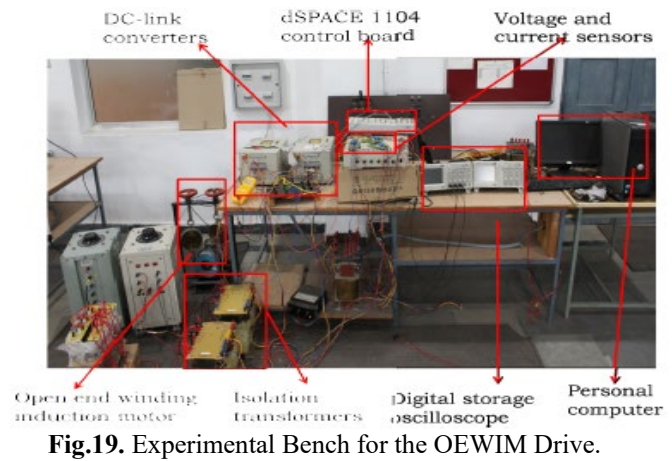 DC-link
converters
dSPACE 1104
control board
Voltage and
current sensors
Open end winding
induction motor
Isolation
transformers
Digital storage
oscilloscope
Personal
computer
Fig.19. Experimental Bench for the OEWIM Drive.